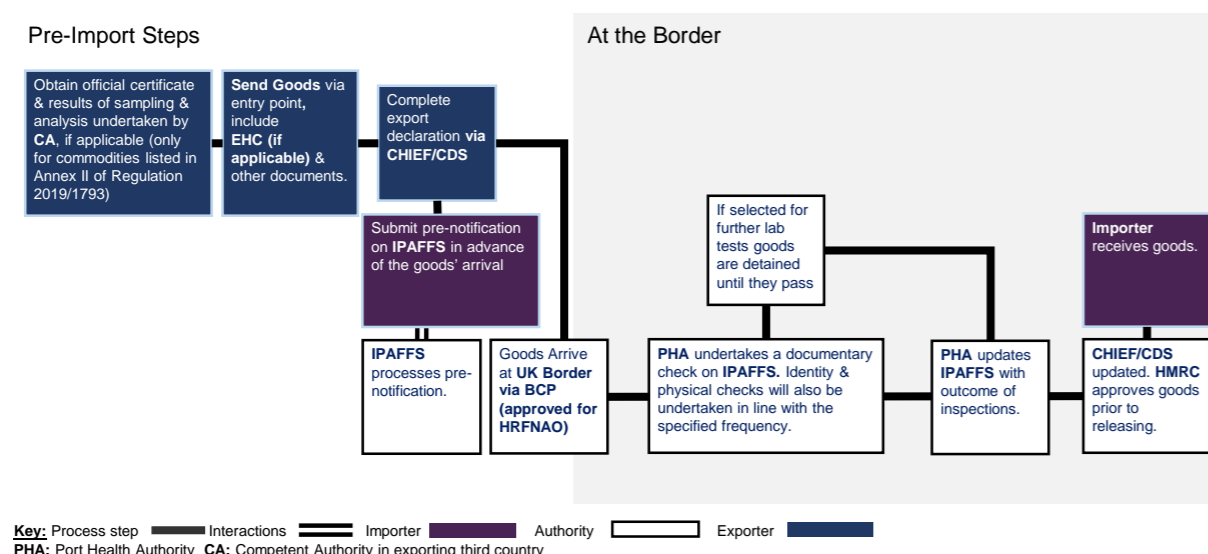 Pre-Import Steps
At the Border
Obtain official certificate
& results of sampling &
analysis undertaken by
CA, if applicable (only
for commodities listed in
Annex II of Regulation
2019/1793)
Send Goods via
entry point,
include
EHC (if
applicable) &
other documents.
Complete
export
declaration via
CHIEF/CDS
Submit pre-notification
on IPAFFS in advance
of the goods' arrival
IPAFFS
processes pre-
notification.
Goods Arrive
at UK Border
via BCP
(approved for
HRFNAO)
If selected for
further lab
tests goods
are detained
until they pass
PHA undertakes a documentary
check on IPAFFS. Identity &
physical checks will also be
undertaken in line with the
specified frequency.
PHA updates
IPAFFS with
outcome of
inspections.
Importer
receives goods.
CHIEF/CDS
updated. HMRC
approves goods
prior to
releasing.
Key: Process step Interactions Importer Authority Exporter
PHA: Port Health Authority CA: Competent Authority in exporting third country